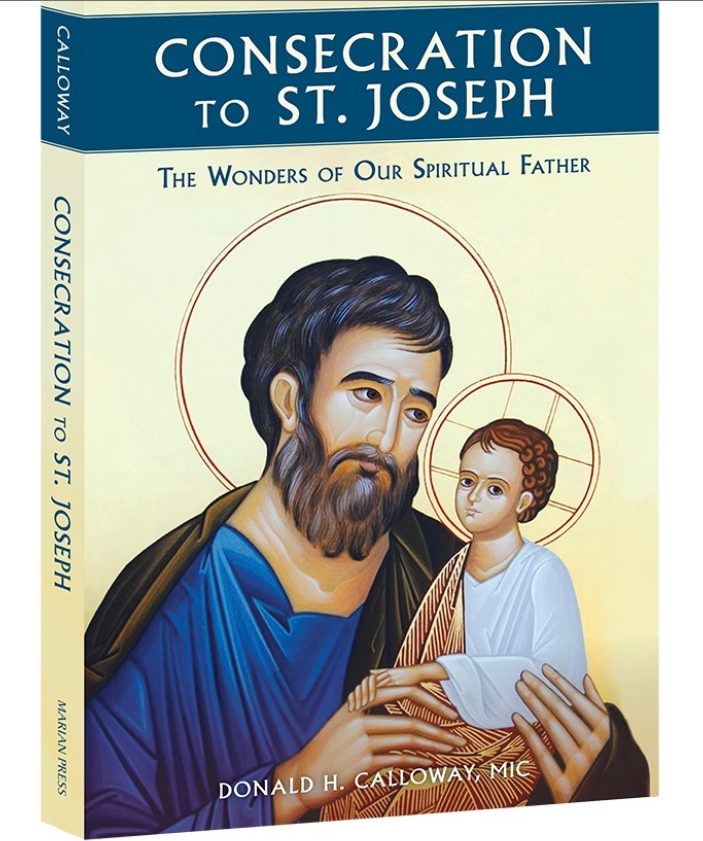 CONSECRATION
TO ST. JOSEPH
THE WONDERS OF OUR SPIRITUAL FATHER
DONALD H. CALLOWAY, MIC
CALLOWAY
CONSECRATION TO ST. JOSEPH
MARIAN PRESS